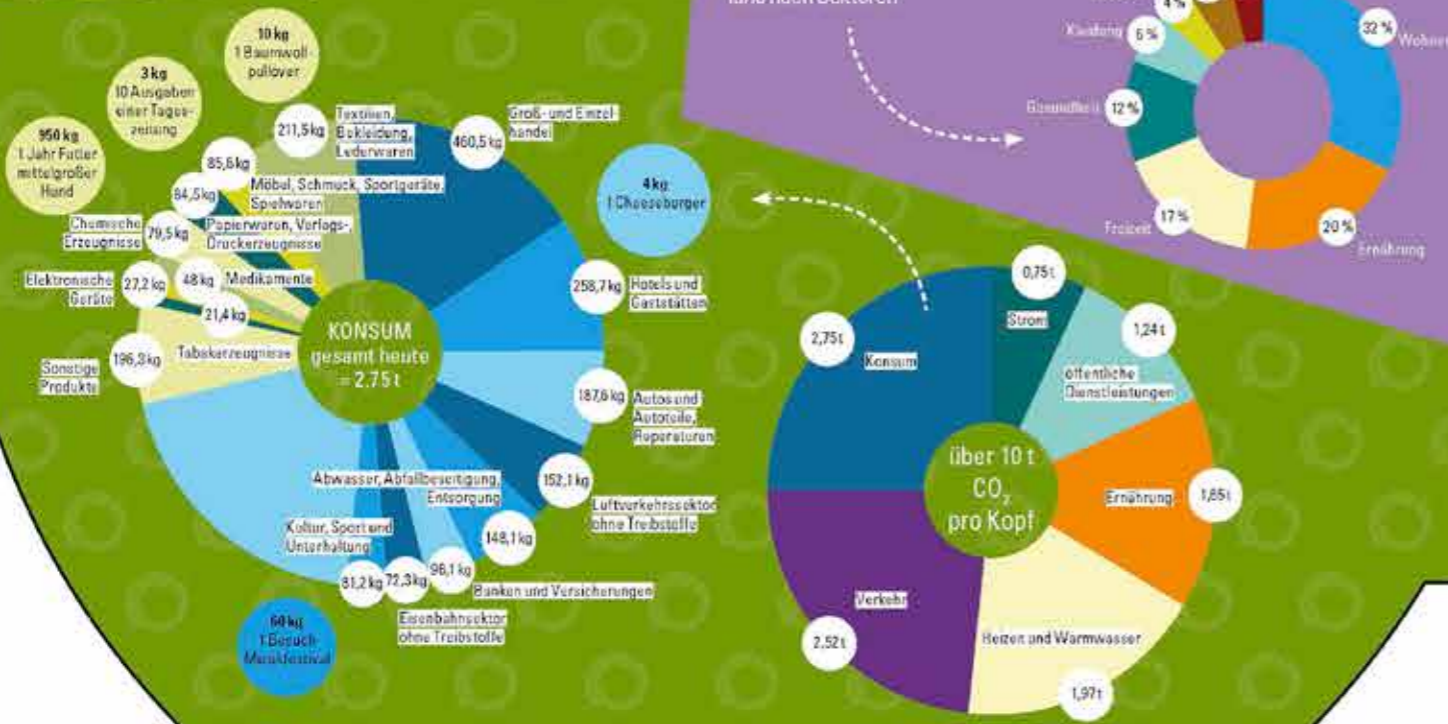 10 kg
1 Baumwoll-
pullover
3 kg
10 Ausgaben
einer Tages-
zeitung
950 kg
1 Jahr Futter
mittelgroßer
Hund
211,5 kg
Textilien,
Bekleidung,
Lederwaren
460,5 kg
Groß- und Einzel-
handel
85,6 kg
Möbel, Schmuck, Sportgeräte,
Spielwaren
84,5 kg
Papierwaren, Verlags-,
Druckerzeugnisse
Chemische
Erzeugnisse
79,5 kg
Elektronische
Geräte
27,2 kg
48 kg
Medikamente
21,4 kg
Tabakerzeugnisse
Sonstige
Produkte
196,3 kg
KONSUM
gesamt heute
= 2.75 t
258,7 kg
Hotels und
Gaststätten
187,6 kg
Autos und
Autoteile,
Reparaturen
152,1 kg
Luftverkehrssektor
ohne Treibstoffe
Abwasser, Abfallbeseitigung,
Entsorgung
148,1 kg
Banken und Versicherungen
96,1 kg
72,3 kg
Eisenbahnsektor
ohne Treibstoffe
Kultur, Sport und
Unterhaltung
81,2 kg
60 kg
1 Besuch
Musikfestival
4 kg
1 Cheeseburger
nach Sektoren
4 %
Kleidung
6 %
Gesundheit
12 %
Freizeit
17 %
20 %
Ernährung
32 %
Wohnen
0,75 t
Strom
1,24 t
öffentliche
Dienstleistungen
2,75 t
Konsum
über 10 t
CO₂
pro Kopf
Ernährung
Verkehr
2,52 t
Heizen und Warmwasser
1,97 t